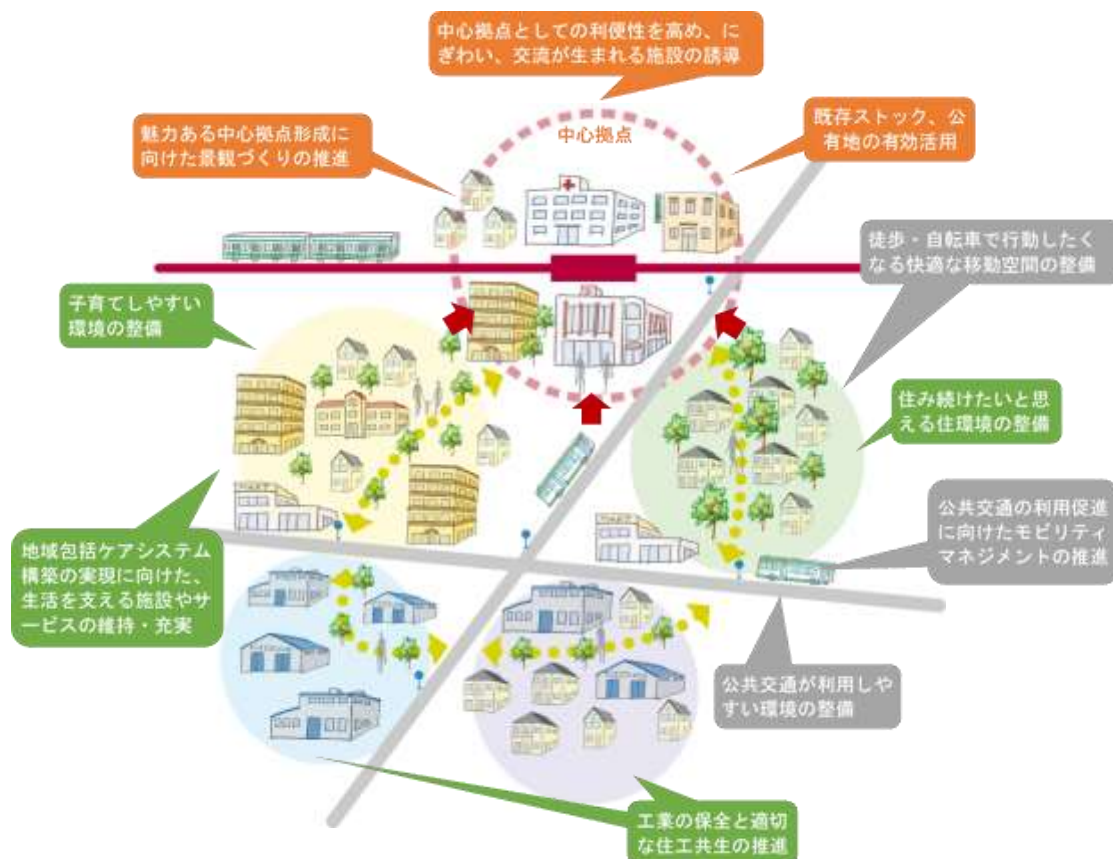 中心拠点としての利便性を高め、に
ぎわい、交流が生まれる施設の誘導
魅力ある中心拠点形成に
向けた景観づくりの推進
中心拠点
既存ストック、公
有地の有効活用
徒歩・自転車で行動したく
なる快適な移動空間の整備
子育てしやすい
環境の整備
住み続けたいと思
える住環境の整備
公共交通の利用促進
に向けたモビリティ
マネジメントの推進
地域包括ケアシステム
構築の実現に向けた、
生活を支える施設やサ
ービスの維持・充実
公共交通が利用しや
すい環境の整備
工業の保全と適切
な住工共生の推進